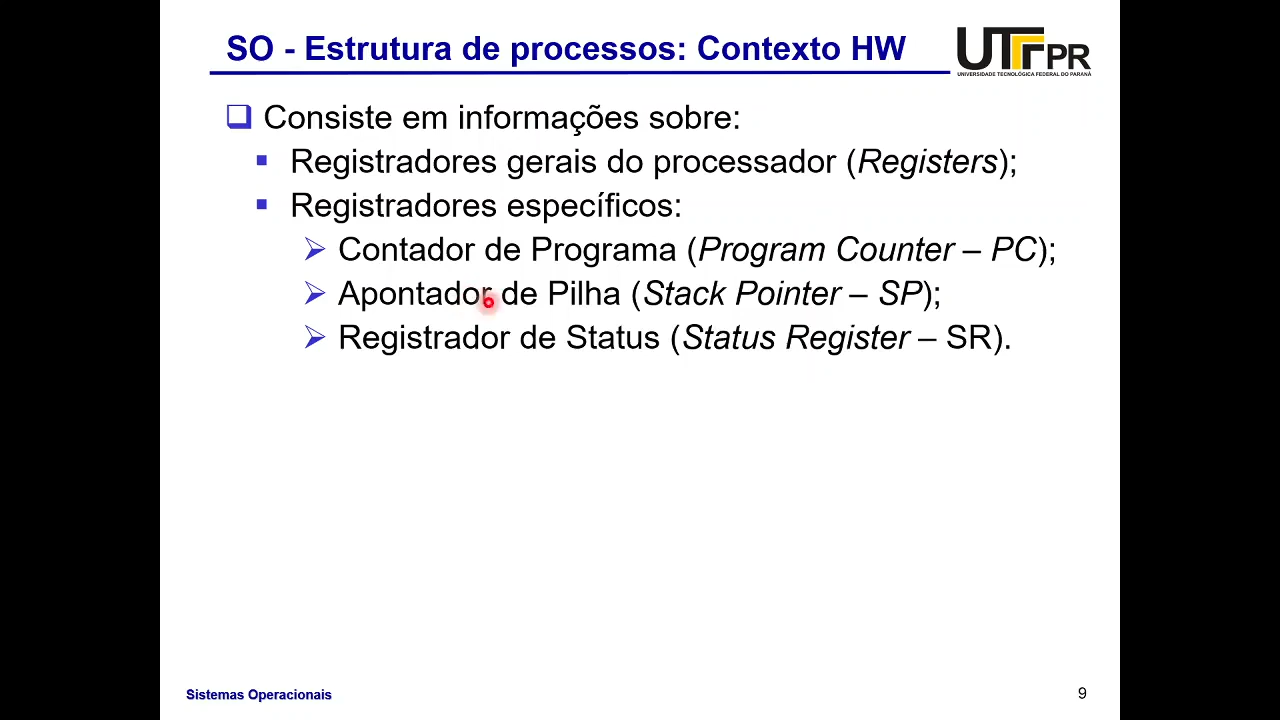 SO - Estrutura de processos: Contexto HW
UTFPR
UNIVERSIDADE TECNOLÓGICA FEDERAL DO PARANÁ
Consiste em informações sobre:
Registradores gerais do processador (Registers);
Registradores específicos:
Contador de Programa (Program Counter – PC);
Apontador de Pilha (Stack Pointer – SP);
Registrador de Status (Status Register – SR).
Sistemas Operacionais
9